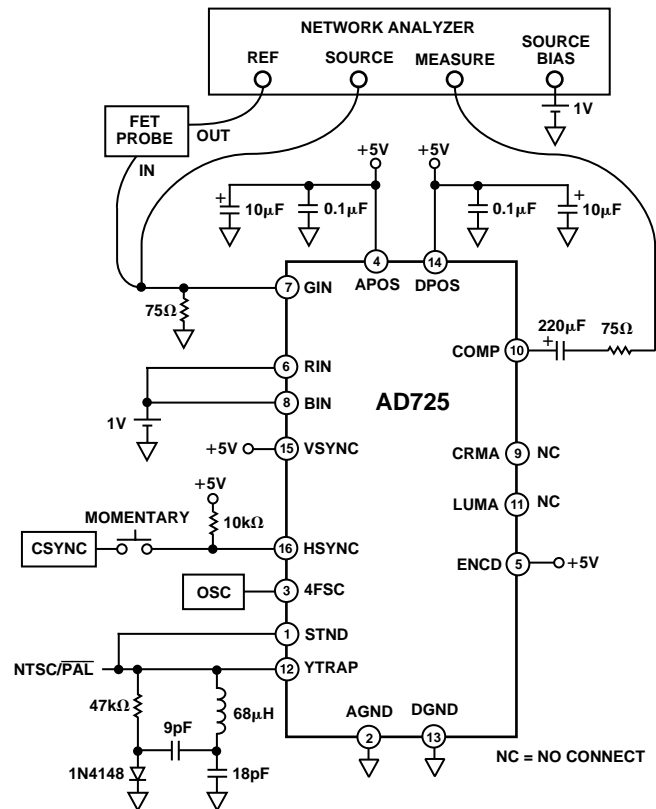 NETWORK ANALYZER
REF
SOURCE
MEASURE
SOURCE
BIAS
1V
FET
PROBE
OUT
IN
+5V
+5V
+
10µF
0.1µF
0.1µF
+
10µF
4
APOS
14
DPOS
7
GIN
75Ω
220µF
75Ω
+
COMP
10
6
RIN
8
BIN
AD725
1V
+5V
15
VSYNC
CRMA
9
NC
+5V
LUMA
11
NC
MOMENTARY
10kΩ
CSYNC
16
HSYNC
ENCD
5
+5V
OSC
3
4FSC
1
STND
NTSC/PAL
12
YTRAP
47kΩ
68µH
9pF
AGND
DGND
2
13
1N4148
18pF
NC = NO CONNECT